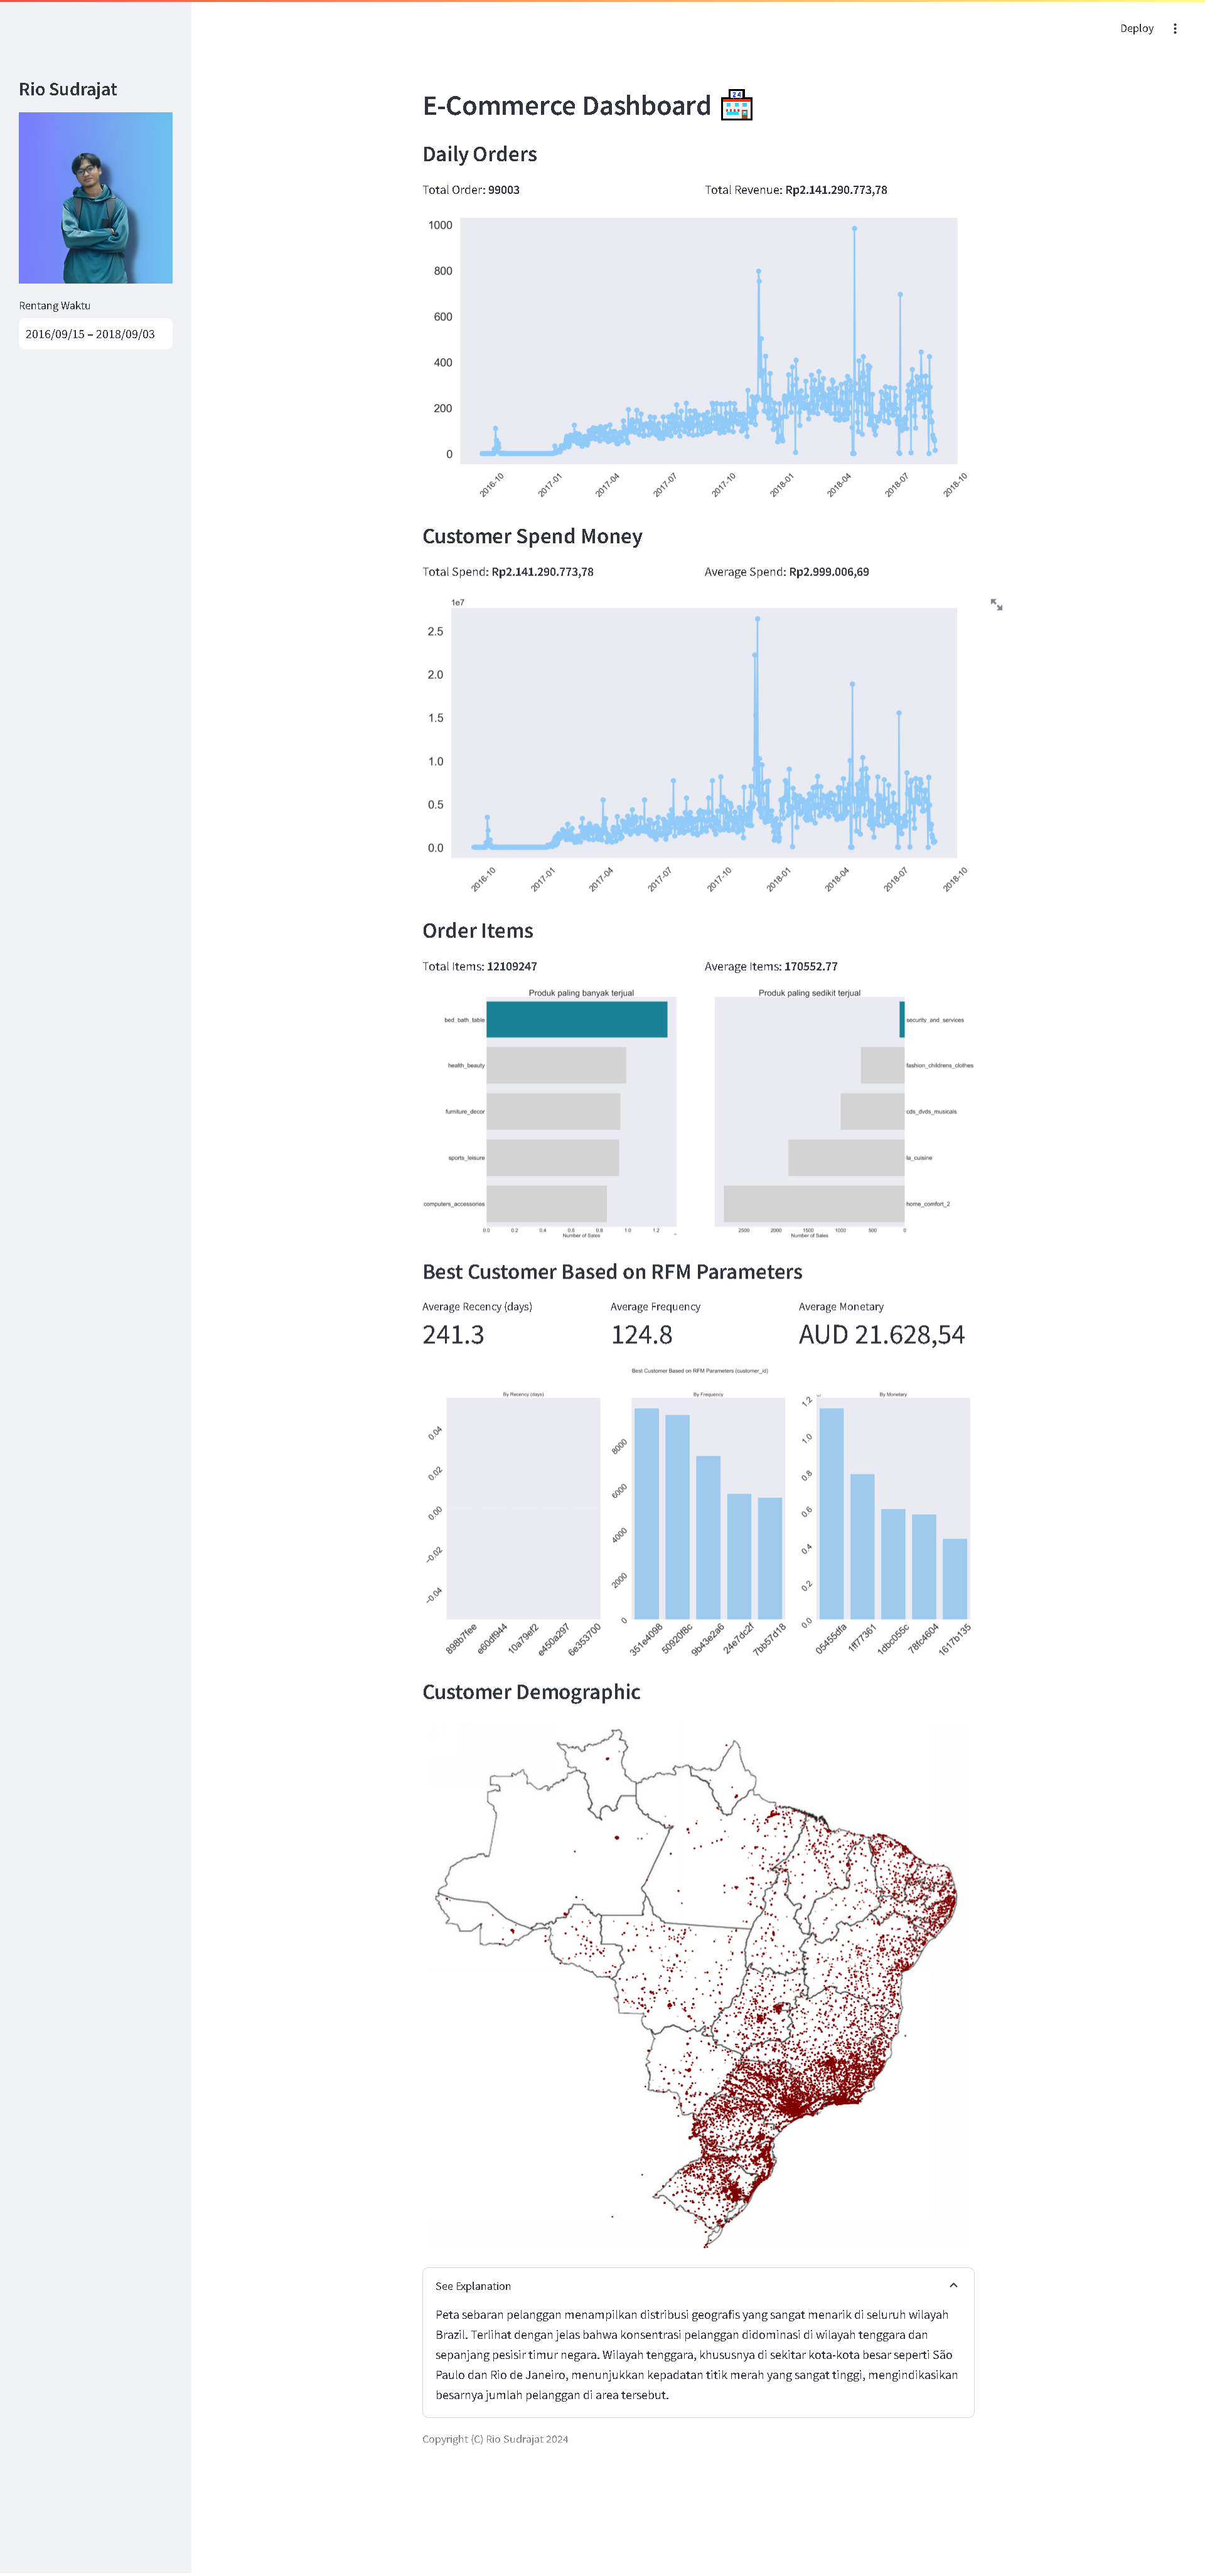 Deploy
Rio Sudrajat
Rentang Waktu
2016/09/15 – 2018/09/03
E-Commerce Dashboard
24
Daily Orders
Total Order: 99003
Total Revenue: Rp2.141.290.773,78
1000
800
600
400
200
0
2016-10
2017-01
2017-04
2017-07
2017-10
2018-01
2018-04
2018-07
2018-10
Customer Spend Money
Total Spend: Rp2.141.290.773,78
Average Spend: Rp2.999.006,69
1e7
2.5
2.0
1.5
1.0
0.5
0.0
2016-10
2017-01
2017-04
2017-07
2017-10
2018-01
2018-04
2018-07
2018-10
Order Items
Total Items: 12109247
Average Items: 170552.77
Produk paling banyak terjual
bed_bath_table
health_beauty
furniture_decor
sports_leisure
computers_accessories
0.0 0.2 0.4 0.6 0.8 1.0 1.2
Number of Sales
Produk paling sedikit terjual
security_and_services
fashion_childrens_clothes
cds_dvds_musicals
la_cuisine
home_comfort_2
2500 2000 1500 1000 500 0
Number of Sales
Best Customer Based on RFM Parameters
Average Recency (days)
241.3
Average Frequency
124.8
Average Monetary
AUD 21.628,54
Best Customer Based on RFM Parameters (customer_id)
By Recency (days)
0.04
0.02
0.00
−0.02
−0.04
898b7fee
e60df944
10a79ef2
e450a297
6e353700
By Frequency
8000
6000
4000
2000
0
351e4098
50920f8c
9b43e2a6
24e7dc2f
7bb57d18
By Monetary
1.2
1.0
0.8
0.6
0.4
0.2
0.0
05455dfa
1ff77361
1dbc055c
78fc4604
1617b135
Customer Demographic
See Explanation
Peta sebaran pelanggan menampilkan distribusi geografis yang sangat menarik di seluruh wilayah
Brazil. Terlihat dengan jelas bahwa konsentrasi pelanggan didominasi di wilayah tenggara dan
sepanjang pesisir timur negara. Wilayah tenggara, khususnya di sekitar kota-kota besar seperti São
Paulo dan Rio de Janeiro, menunjukkan kepadatan titik merah yang sangat tinggi, mengindikasikan
besarnya jumlah pelanggan di area tersebut.
Copyright (C) Rio Sudrajat 2024